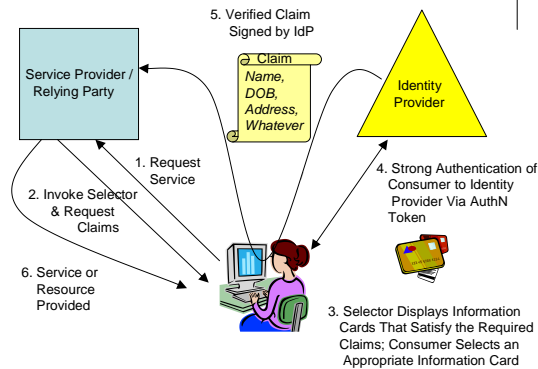 5. Verified Claim
Signed by IdP
Claim
Name,
DOB,
Address,
Whatever
Service Provider /
Relying Party
Identity
Provider
1. Request
Service
2. Invoke Selector
& Request
Claims
4. Strong Authentication of
Consumer to Identity
Provider Via AuthN
Token
6. Service or
Resource
Provided
3. Selector Displays Information
Cards That Satisfy the Required
Claims; Consumer Selects an
Appropriate Information Card